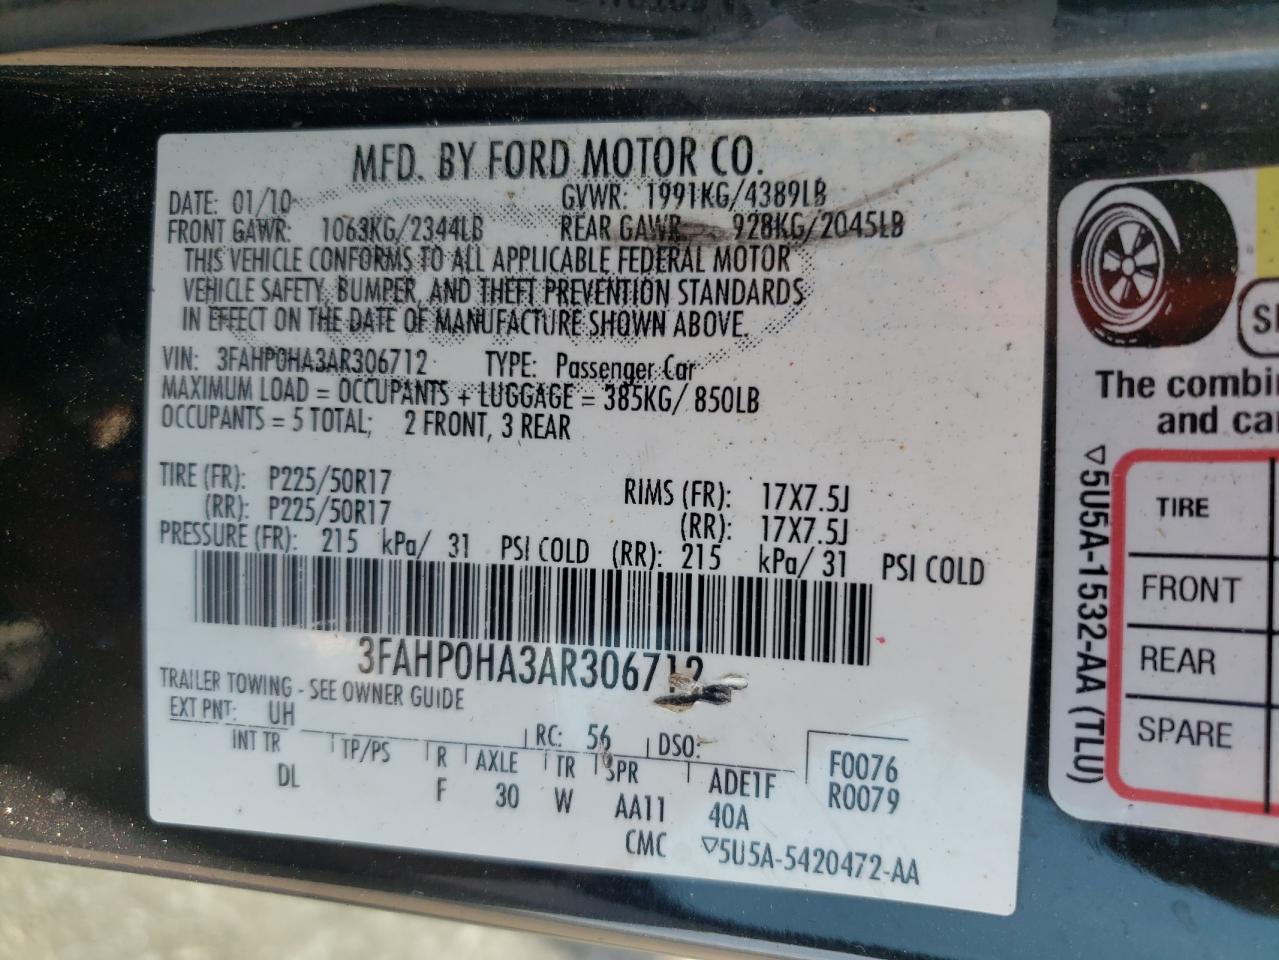 MFD. BY FORD MOTOR CO.
DATE: 01/10 GVWR: 1991KG/4389LB
FRONT GAWR: 1063KG/2344LB REAR GAWR 928KG/2045LB
THIS VEHICLE CONFORMS TO ALL APPLICABLE FEDERAL MOTOR
VEHICLE SAFETY, BUMPER, AND THEFT PREVENTION STANDARDS
IN EFFECT ON THE DATE OF MANUFACTURE SHOWN ABOVE.
VIN: 3FAHP0HA3AR306712 TYPE: Passenger Car
MAXIMUM LOAD = OCCUPANTS + LUGGAGE = 385KG/ 850LB
OCCUPANTS = 5 TOTAL; 2 FRONT, 3 REAR
TIRE (FR): P225/50R17 RIMS (FR): 17X7.5J
(RR): P225/50R17 (RR): 17X7.5J
PRESSURE (FR): 215 kPa/ 31 PSI COLD (RR): 215 kPa/ 31 PSI COLD
3FAHP0HA3AR306712
TRAILER TOWING - SEE OWNER GUIDE
EXT PNT: UH RC: 56 DSO:
INT TR TP/PS R AXLE TR SPR ADE1F F0076
DL F 30 W AA11 40A R0079
CMC ▽5U5A-5420472-AA
The combin
and ca
▽5U5A-1532-AA (TLU)
TIRE
FRONT
REAR
SPARE